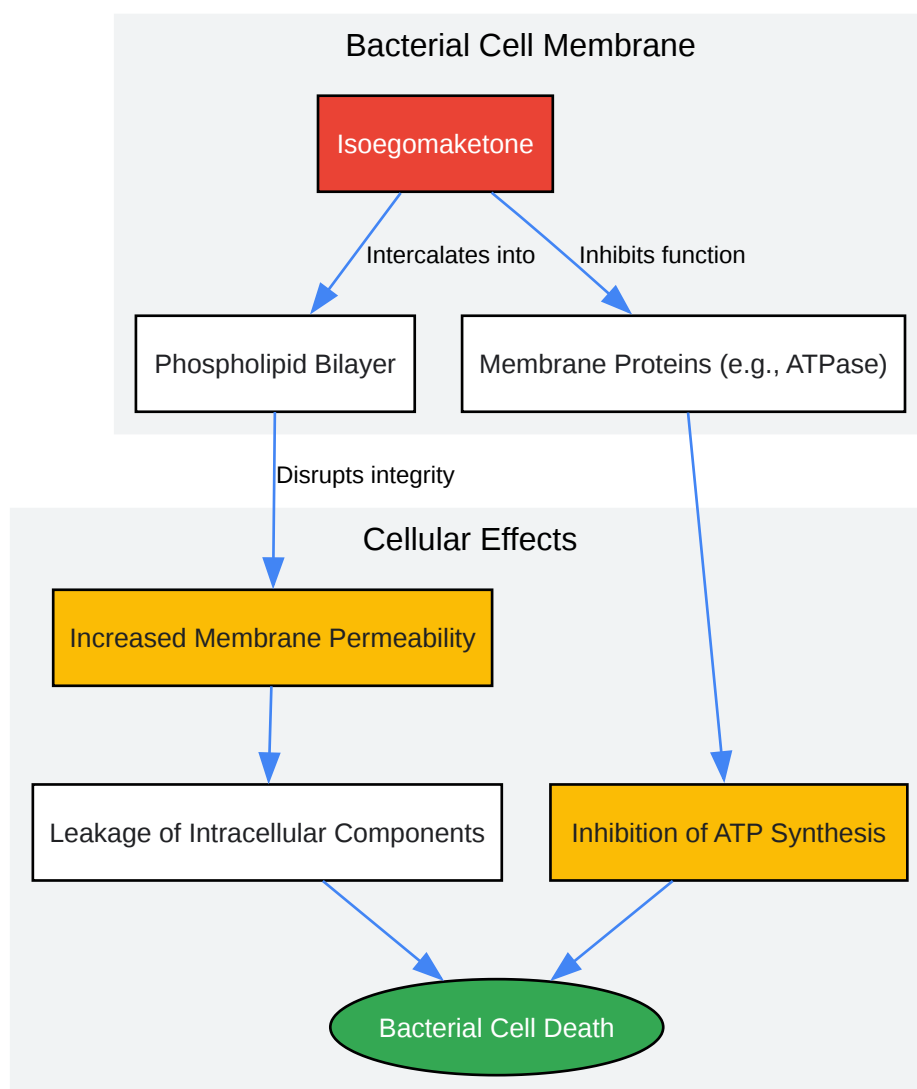 Bacterial Cell Membrane
Isoegomaketone
Intercalates into
Inhibits function
Phospholipid Bilayer
Membrane Proteins (e.g., ATPase)
Disrupts integrity
Cellular Effects
Increased Membrane Permeability
Leakage of Intracellular Components
Inhibition of ATP Synthesis
Bacterial Cell Death